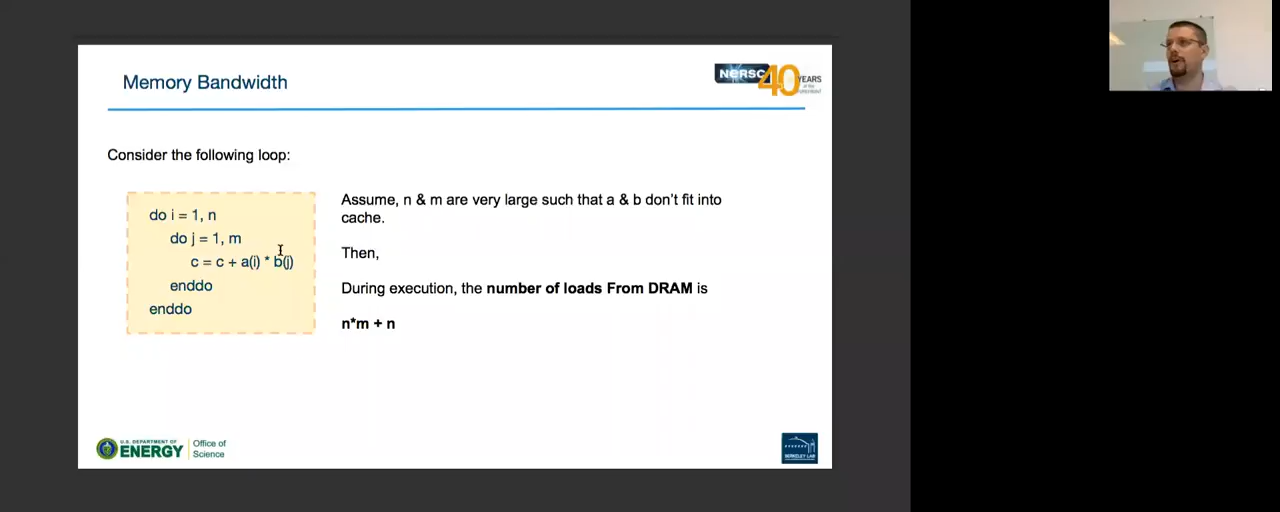 Memory Bandwidth
NERSC 40 YEARS
Consider the following loop:
do i = 1, n
do j = 1, m
c = c + a(i) * b(j)
enddo
enddo
Assume, n & m are very large such that a & b don't fit into
cache.
Then,
During execution, the number of loads From DRAM is
n*m + n
U.S. DEPARTMENT OF
ENERGY
Office of
Science
BERKELEY LAB